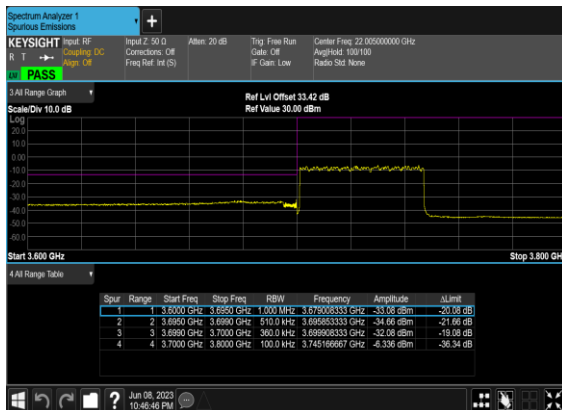 Spectrum Analyzer 1
Spurious Emissions
KEYSIGHT Input: RF
R T Coupling: DC
Align: Off
PASS
Input Z: 50 Ω
Corrections: Off
Freq Ref: Int (S)
Atten: 20 dB
Trig: Free Run
Gate: Off
IF Gain: Low
Center Freq: 22.005000000 GHz
Avg|Hold: 100/100
Radio Std: None
3 All Range Graph
Ref Lvl Offset 33.42 dB
Scale/Div 10.0 dB
Ref Value 30.00 dBm
Log
20.0
10.0
0.00
-10.0
-20.0
-30.0
-40.0
-50.0
-60.0
Start 3.600 GHz
Stop 3.800 GH
4 All Range Table
Spur Range Start Freq Stop Freq RBW Frequency Amplitude ΔLimit
1 1 3.6000 GHz 3.6950 GHz 1.000 MHz 3.679008333 GHz -33.08 dBm -20.08 dB
2 2 3.6950 GHz 3.6990 GHz 510.0 kHz 3.695853333 GHz -34.66 dBm -21.66 dB
3 3 3.6990 GHz 3.7000 GHz 360.0 kHz 3.699908333 GHz -32.08 dBm -19.08 dB
4 4 3.7000 GHz 3.8000 GHz 100.0 kHz 3.745166667 GHz -6.336 dBm -36.34 dB
Jun 08, 2023
10:46:46 PM